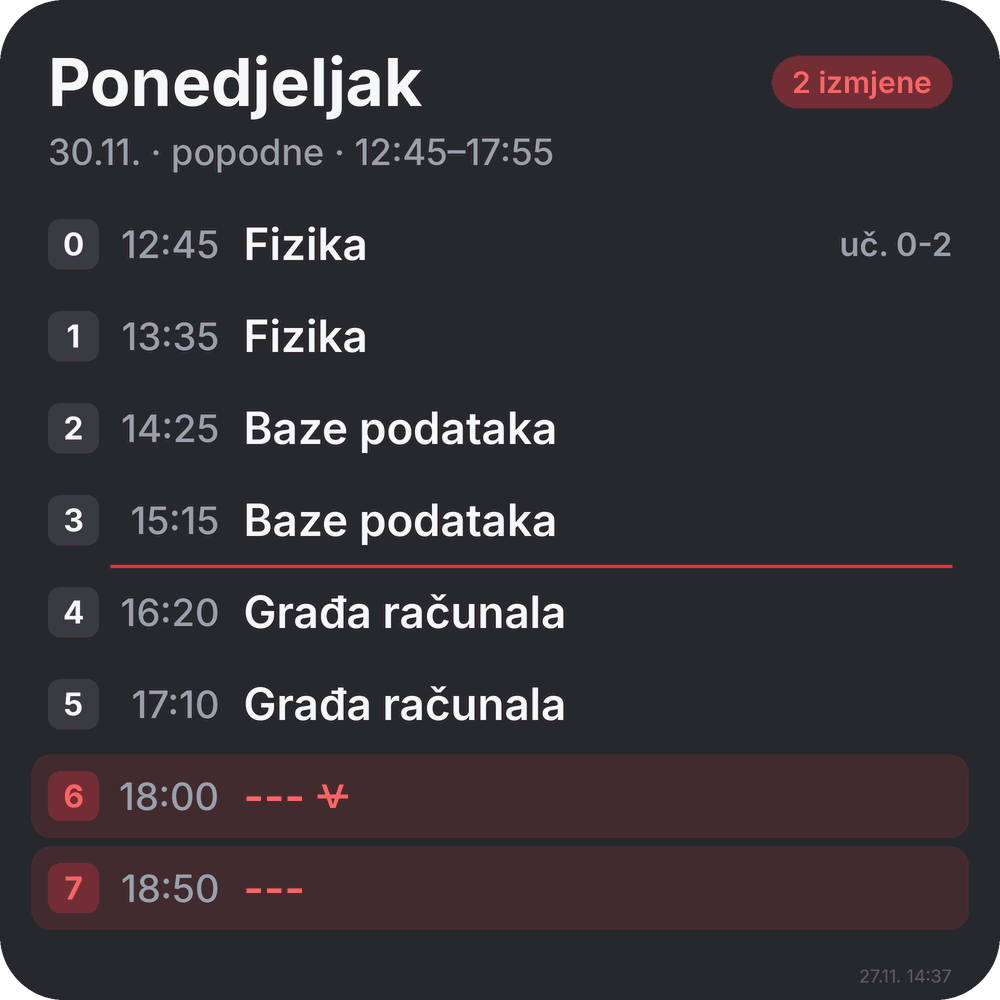 Ponedjeljak
2 izmjene
30.11. · popodne · 12:45–17:55
0 12:45 Fizika uč. 0-2
1 13:35 Fizika
2 14:25 Baze podataka
3 15:15 Baze podataka
4 16:20 Građa računala
5 17:10 Građa računala
6 18:00 --- V
7 18:50 ---
27.11. 14:37